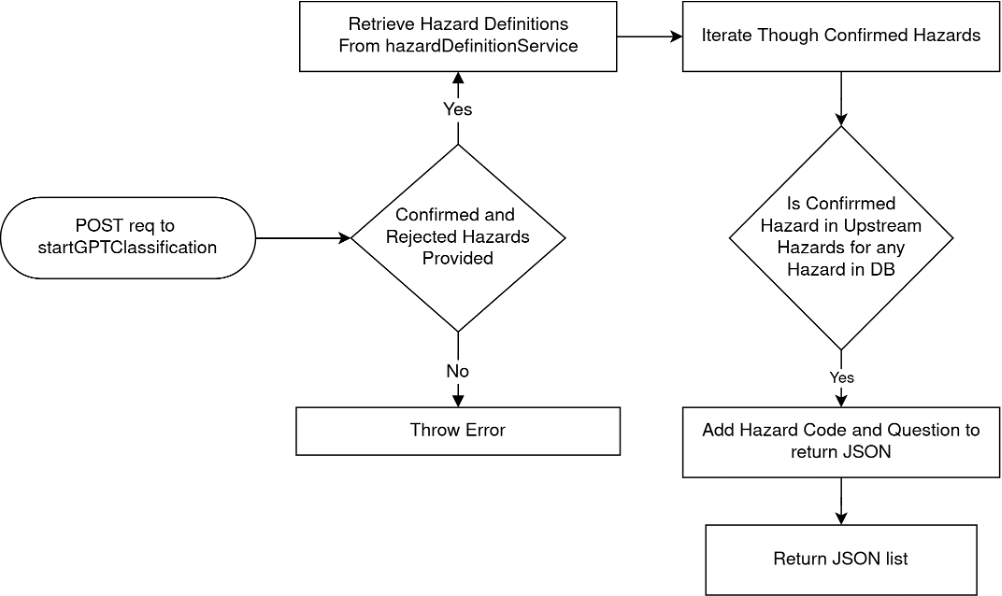 POST req to
startGPTClassification
Confirmed and
Rejected Hazards
Provided
Yes
Retrieve Hazard Definitions
From hazardDefinitionService
No
Throw Error
Iterate Though Confirmed Hazards
Is Confirrmed
Hazard in Upstream
Hazards for any
Hazard in DB
Yes
Add Hazard Code and Question to
return JSON
Return JSON list